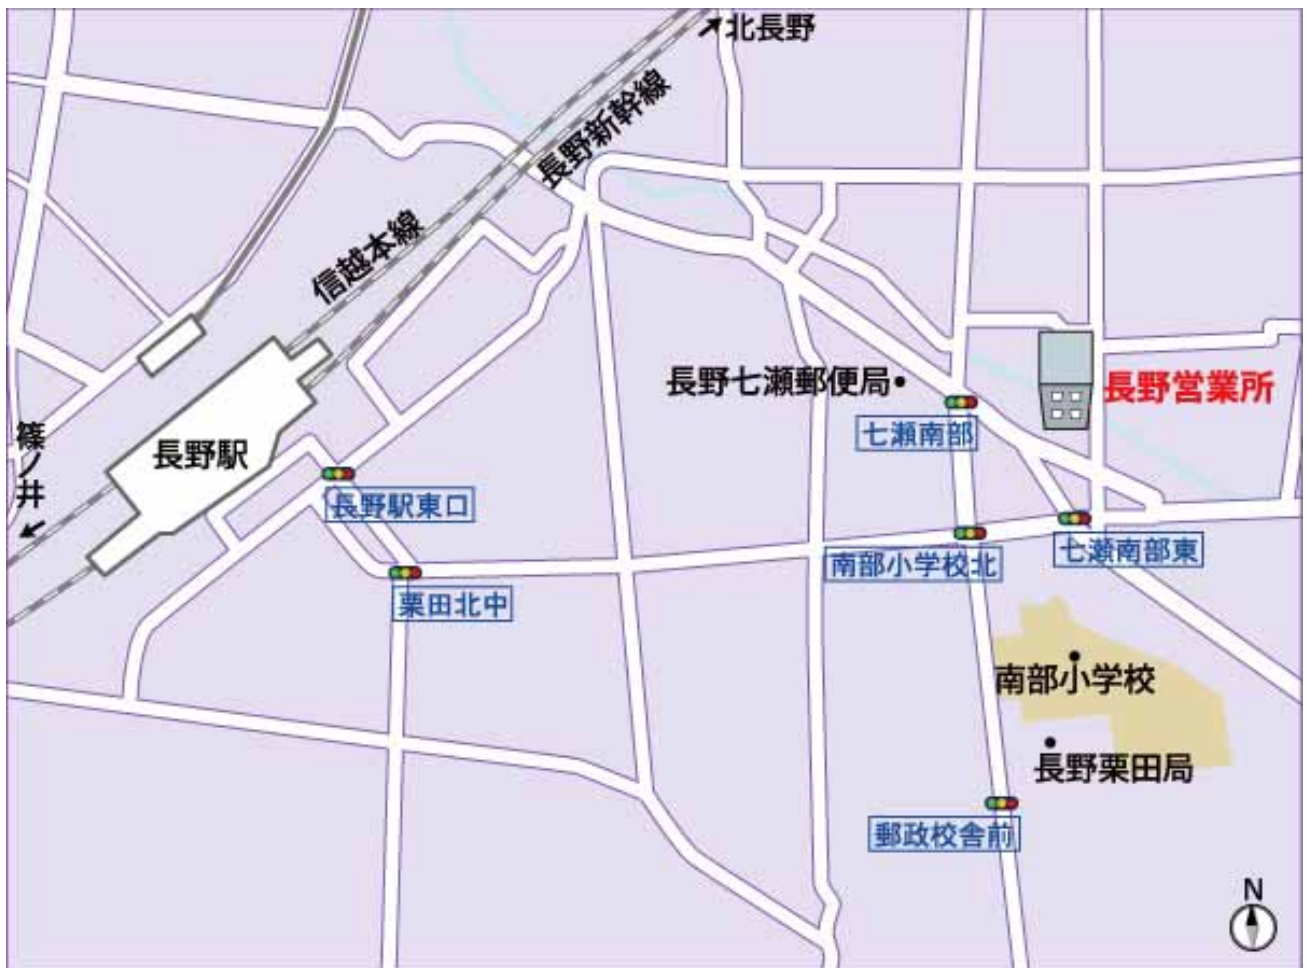 北長野
長野新幹線
信越本線
長野七瀬郵便局
長野営業所
七瀬南部
篠ノ井
長野駅
長野駅東口
南部小学校北
七瀬南部東
栗田北中
南部小学校
長野栗田局
郵政校舎前
N